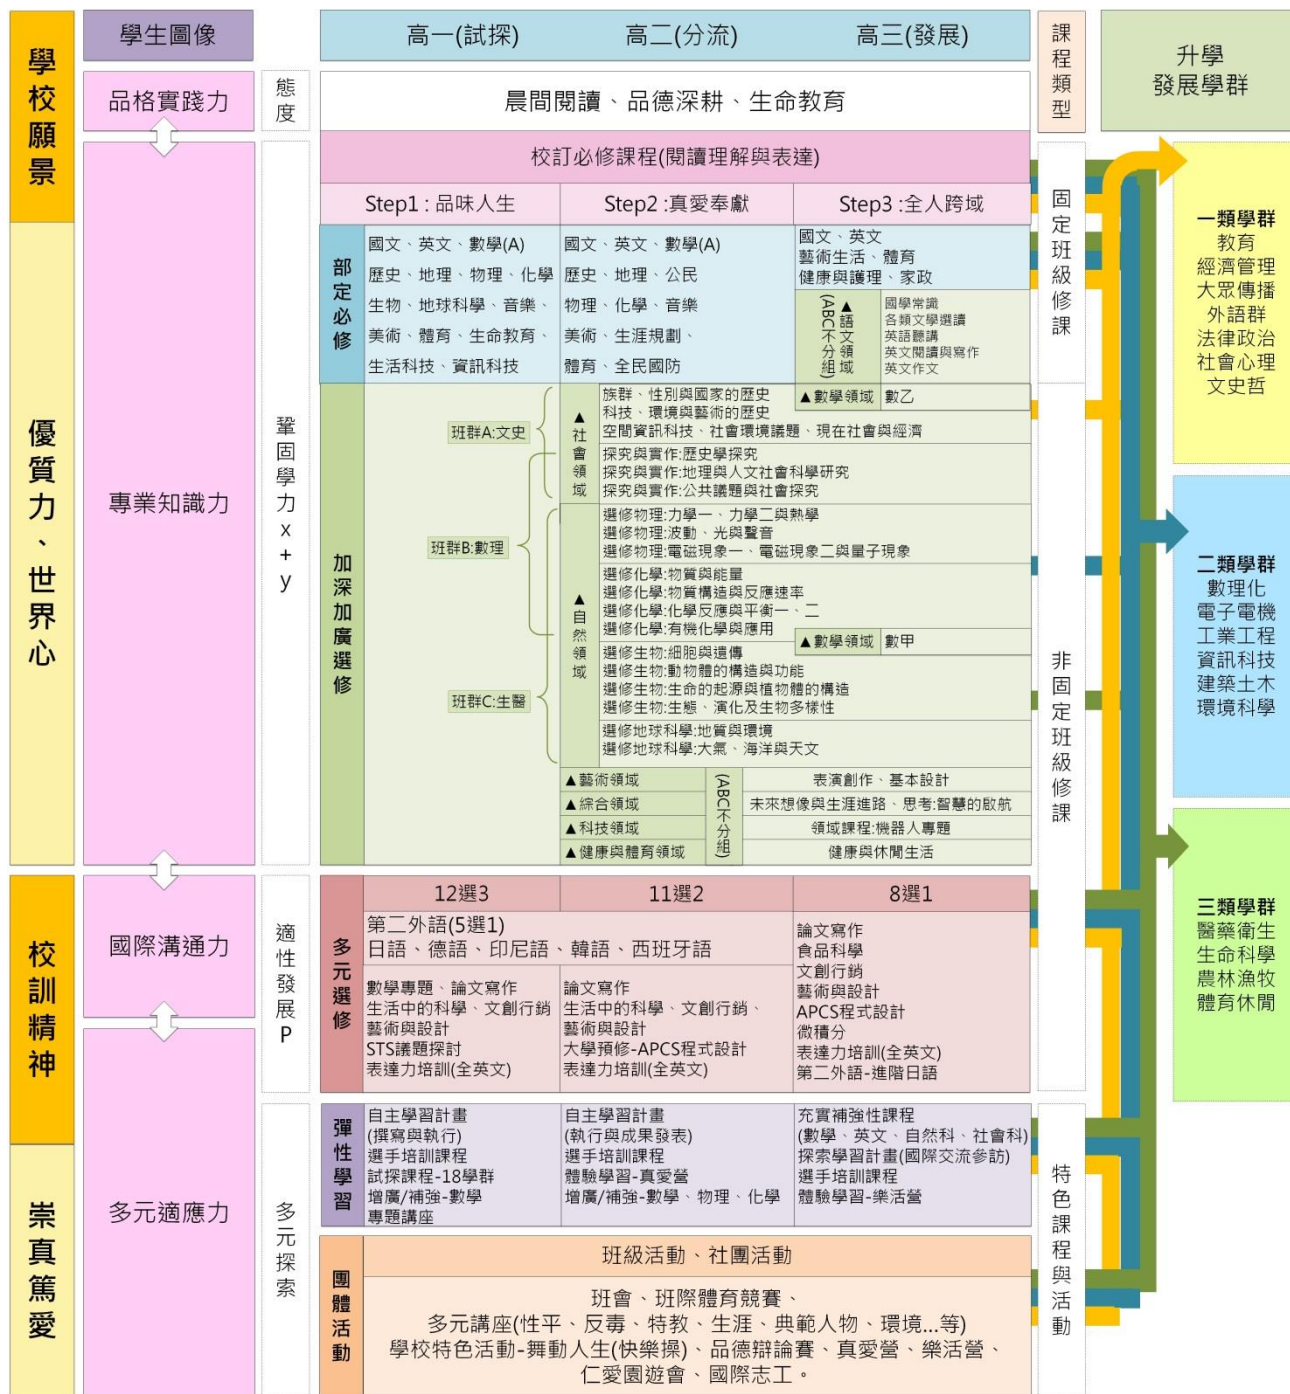 學校願景
優質力、世界心
校訓精神
崇真篤愛
學生圖像
品格實踐力
專業知識力
國際溝通力
多元適應力
態度
鞏固學力x+y
適性發展P
多元探索
高一(試探)
高二(分流)
高三(發展)
晨間閱讀、品德深耕、生命教育
校訂必修課程(閱讀理解與表達)
Step1：品味人生
Step2：真愛奉獻
Step3：全人跨域
部定必修
國文、英文、數學(A)
歷史、地理、物理、化學
生物、地球科學、音樂、
美術、體育、生命教育、
生活科技、資訊科技
國文、英文、數學(A)
歷史、地理、公民
物理、化學、音樂
美術、生涯規劃、
體育、全民國防
國文、英文
藝術生活、體育
健康與護理、家政
▲語文領域
(ABC不分組)
國學常識
各類文學選讀
英語聽講
英文閱讀與寫作
英文作文
▲數學領域
數乙
加深加廣選修
班群A:文史
班群B:數理
班群C:生醫
▲社會領域
族群、性別與國家的歷史
科技、環境與藝術的歷史
空間資訊科技、社會環境議題、現在社會與經濟
探究與實作:歷史學探究
探究與實作:地理與人文社會科學研究
探究與實作:公共議題與社會探究
▲自然領域
選修物理:力學一、力學二與熱學
選修物理:波動、光與聲音
選修物理:電磁現象一、電磁現象二與量子現象
選修化學:物質與能量
選修化學:物質構造與反應速率
選修化學:化學反應與平衡一、二
選修化學:有機化學與應用
▲數學領域
數甲
選修生物:細胞與遺傳
選修生物:動物體的構造與功能
選修生物:生命的起源與植物體的構造
選修生物:生態、演化及生物多樣性
選修地球科學:地質與環境
選修地球科學:大氣、海洋與天文
▲藝術領域
▲綜合領域
▲科技領域
▲健康與體育領域
(ABC不分組)
表演創作、基本設計
未來想像與生涯進路、思考:智慧的啟航
領域課程:機器人專題
健康與休閒生活
多元選修
12選3
11選2
8選1
第二外語(5選1)
日語、德語、印尼語、韓語、西班牙語
數學專題、論文寫作
生活中的科學、文創行銷
藝術與設計
STS議題探討
表達力培訓(全英文)
論文寫作
生活中的科學、文創行銷、
藝術與設計
大學預修-APCS程式設計
表達力培訓(全英文)
論文寫作
食品科學
文創行銷
藝術與設計
APCS程式設計
微積分
表達力培訓(全英文)
第二外語-進階日語
彈性學習
自主學習計畫
(撰寫與執行)
選手培訓課程
試探課程-18學群
增廣/補強-數學
專題講座
自主學習計畫
(執行與成果發表)
選手培訓課程
體驗學習-真愛營
增廣/補強-數學、物理、化學
充實補強性課程
(數學、英文、自然科、社會科)
探索學習計畫(國際交流參訪)
選手培訓課程
體驗學習-樂活營
團體活動
班級活動、社團活動
班會、班際體育競賽、
多元講座(性平、反毒、特教、生涯、典範人物、環境...等)
學校特色活動-舞動人生(快樂操)、品德辯論賽、真愛營、樂活營、
仁愛園遊會、國際志工。
課程類型
固定班級修課
非固定班級修課
特色課程與活動
升學
發展學群
一類學群
教育
經濟管理
大眾傳播
外語群
法律政治
社會心理
文史哲
二類學群
數理化
電子電機
工業工程
資訊科技
建築土木
環境科學
三類學群
醫藥衛生
生命科學
農林漁牧
體育休閒